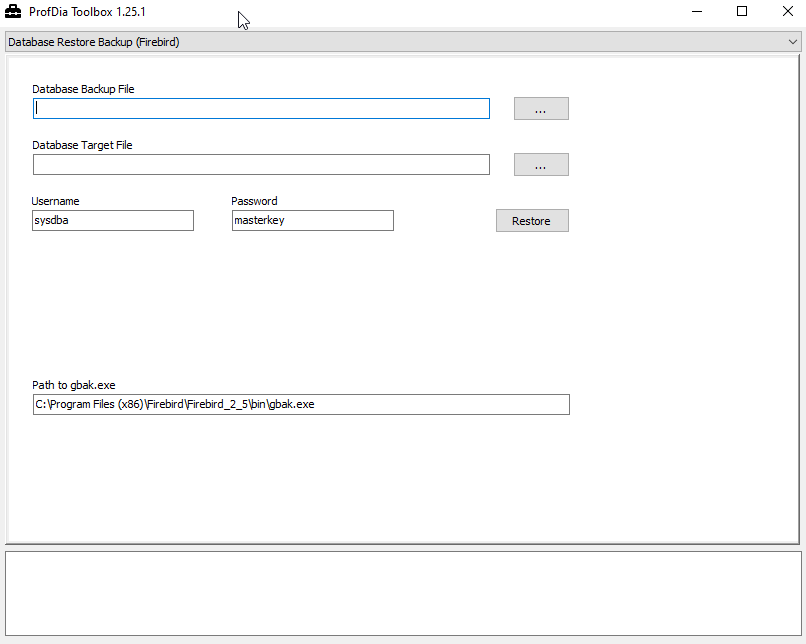 ProfDia Toolbox 1.25.1
Database Restore Backup (Firebird)
Database Backup File
...
Database Target File
...
Username Password
sysdba masterkey Restore
Path to gbak.exe
C:\Program Files (x86)\Firebird\Firebird_2_5\bin\gbak.exe